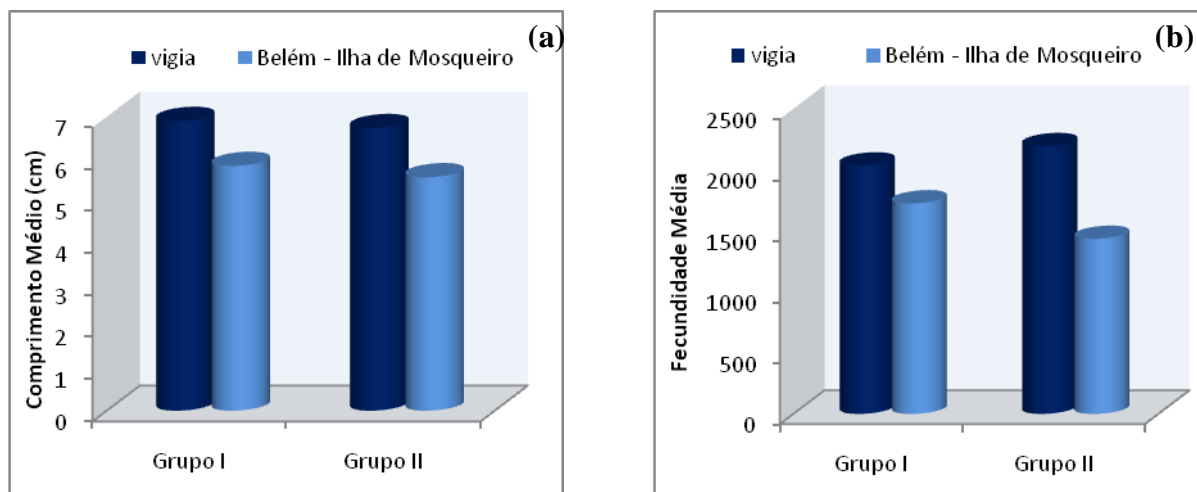 (a)
vigia Belém - Ilha de Mosqueiro
Comprimento Médio (cm)
7
6
5
4
3
2
1
0
Grupo I Grupo II
(b)
vigia Belém - Ilha de Mosqueiro
Fecundidade Média
2500
2000
1500
1000
500
0
Grupo I Grupo II